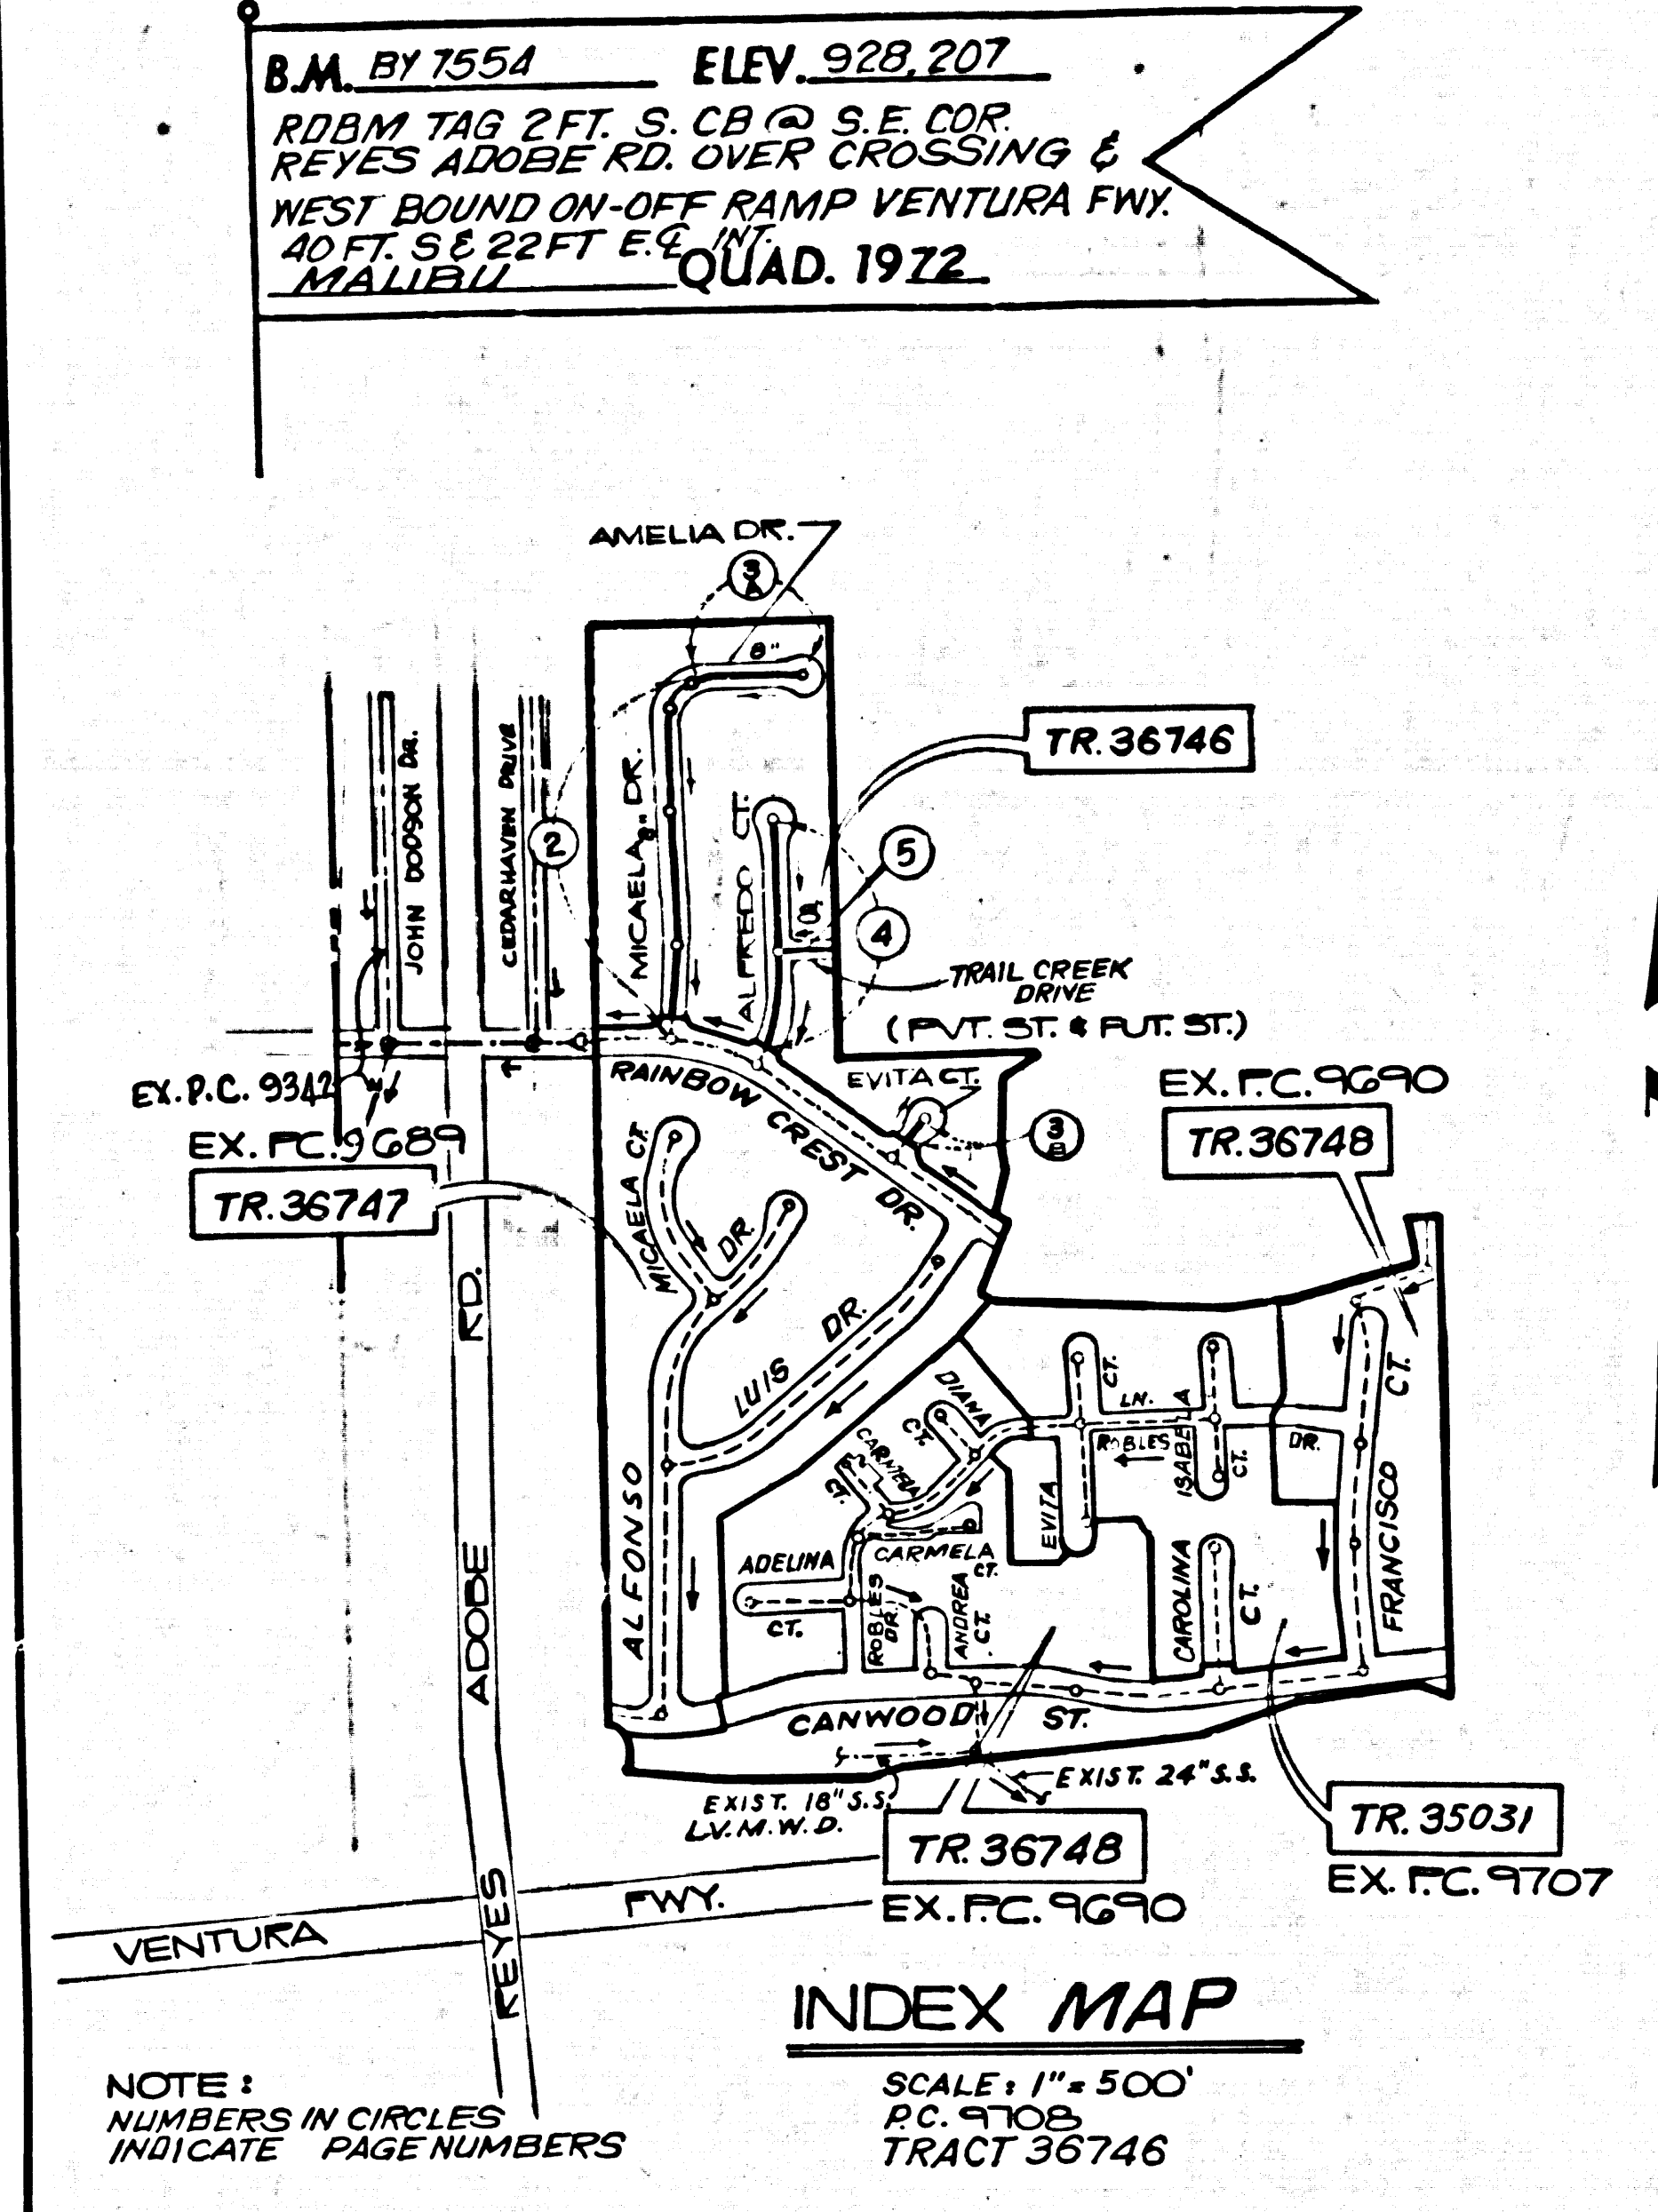 B.M. BY 7554 ELEV. 928.207
RDBM TAG 2 FT. S. CB @ S.E. COR.
REYES ADOBE RD. OVER CROSSING &
WEST BOUND ON-OFF RAMP VENTURA FWY.
40 FT. S & 22 FT E. ℄ INT.
MALIBU QUAD. 1972
AMELIA DR.
3
A
8"
TR. 36746
JOHN DODSON DR.
CEDARHAVEN DRIVE
2
MICAELA DR.
8"
ALFREDO CT.
5
4
TRAIL CREEK
DRIVE
(PVT. ST. & FUT. ST.)
EX. P.C. 9342
RAINBOW CREST DR.
EVITA CT.
3
B
EX. P.C. 9690
TR. 36748
EX. P.C. 9689
TR. 36747
MICAELA CT.
DR.
LUIS DR.
ALFONSO
DIANA
CT.
CARMELA
CT.
CT.
LN.
ROBLES
ISABELLA
CT.
DR.
CT.
FRANCISCO
EVITA
ADELINA
CT.
CARMELA
CT.
ROBLES
DR.
ANDREA
CT.
CAROLINA
CT.
CANWOOD ST.
EXIST. 18" S.S.
L.V.M.W.D.
EXIST. 24" S.S.
TR. 36748
EX. P.C. 9690
TR. 35031
EX. P.C. 9707
REYES ADOBE RD.
VENTURA FWY.
INDEX MAP
SCALE: 1" = 500'
P.C. 9708
TRACT 36746
NOTE:
NUMBERS IN CIRCLES
INDICATE PAGE NUMBERS